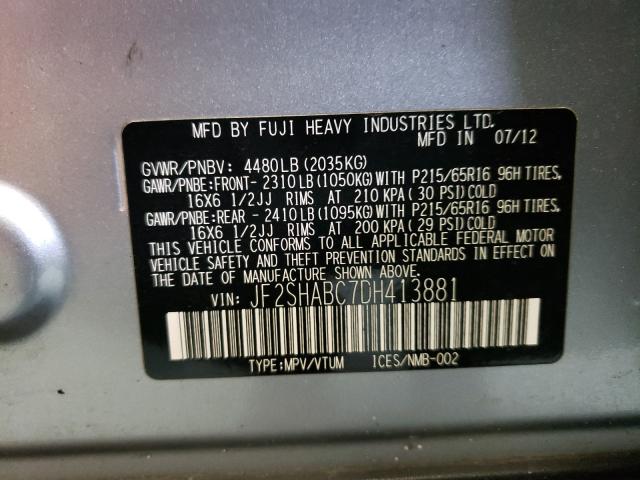 MFD BY FUJI HEAVY INDUSTRIES LTD.
MFD IN 07/12
GVWR/PNBV: 4480LB (2035KG)
GAWR/PNBE:FRONT- 2310LB(1050KG)WITH P215/65R16 96H TIRES,
16X6 1/2JJ RIMS AT 210 KPA(30 PSI)COLD
GAWR/PNBE:REAR - 2410LB(1095KG)WITH P215/65R16 96H TIRES,
16X6 1/2JJ RIMS AT 200 KPA(29 PSI)COLD
THIS VEHICLE CONFORMS TO ALL APPLICABLE FEDERAL MOTOR
VEHICLE SAFETY AND THEFT PREVENTION STANDARDS IN EFFECT ON
THE DATE OF MANUFACTURE SHOWN ABOVE.
VIN: JF2SHABC7DH413881
TYPE:MPV/VTUM ICES/NMB-002